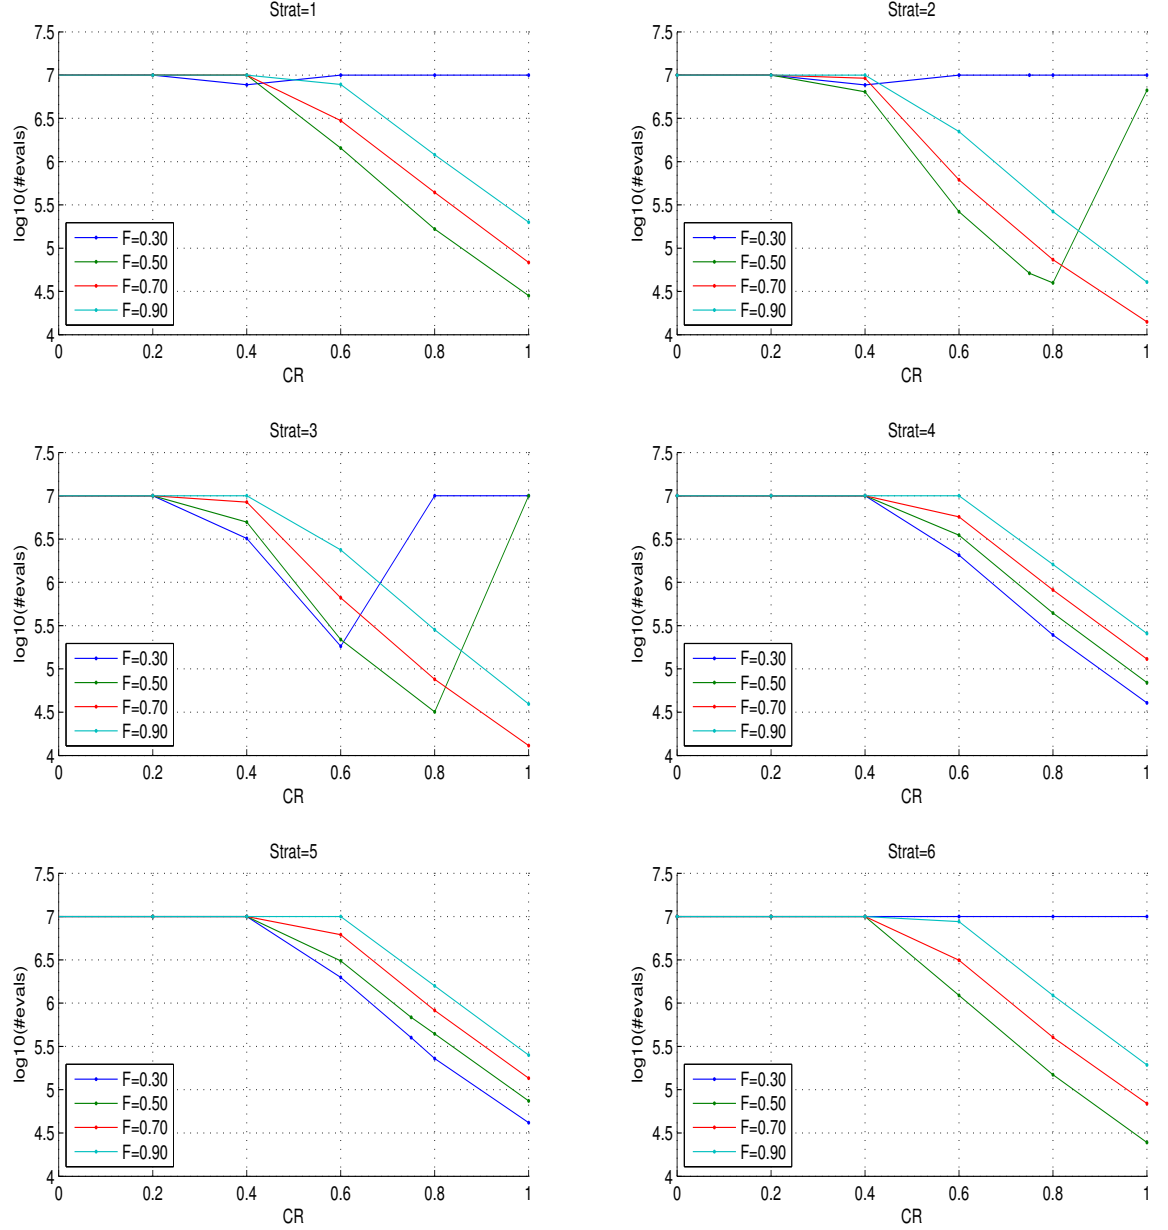 Strat=1
7.5
7
6.5
6
5.5
5
4.5
4
log10(#evals)
F=0.30
F=0.50
F=0.70
F=0.90
0 0.2 0.4 0.6 0.8 1
CR
Strat=2
7.5
7
6.5
6
5.5
5
4.5
4
log10(#evals)
F=0.30
F=0.50
F=0.70
F=0.90
0 0.2 0.4 0.6 0.8 1
CR
Strat=3
7.5
7
6.5
6
5.5
5
4.5
4
log10(#evals)
F=0.30
F=0.50
F=0.70
F=0.90
0 0.2 0.4 0.6 0.8 1
CR
Strat=4
7.5
7
6.5
6
5.5
5
4.5
4
log10(#evals)
F=0.30
F=0.50
F=0.70
F=0.90
0 0.2 0.4 0.6 0.8 1
CR
Strat=5
7.5
7
6.5
6
5.5
5
4.5
4
log10(#evals)
F=0.30
F=0.50
F=0.70
F=0.90
0 0.2 0.4 0.6 0.8 1
CR
Strat=6
7.5
7
6.5
6
5.5
5
4.5
4
log10(#evals)
F=0.30
F=0.50
F=0.70
F=0.90
0 0.2 0.4 0.6 0.8 1
CR